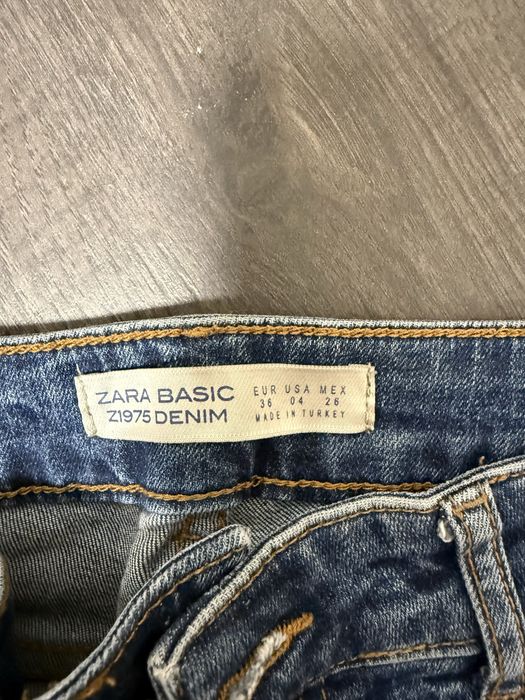 ZARA BASIC
Z1975 DENIM
EUR USA MEX
36 04 26
MADE IN TURKEY